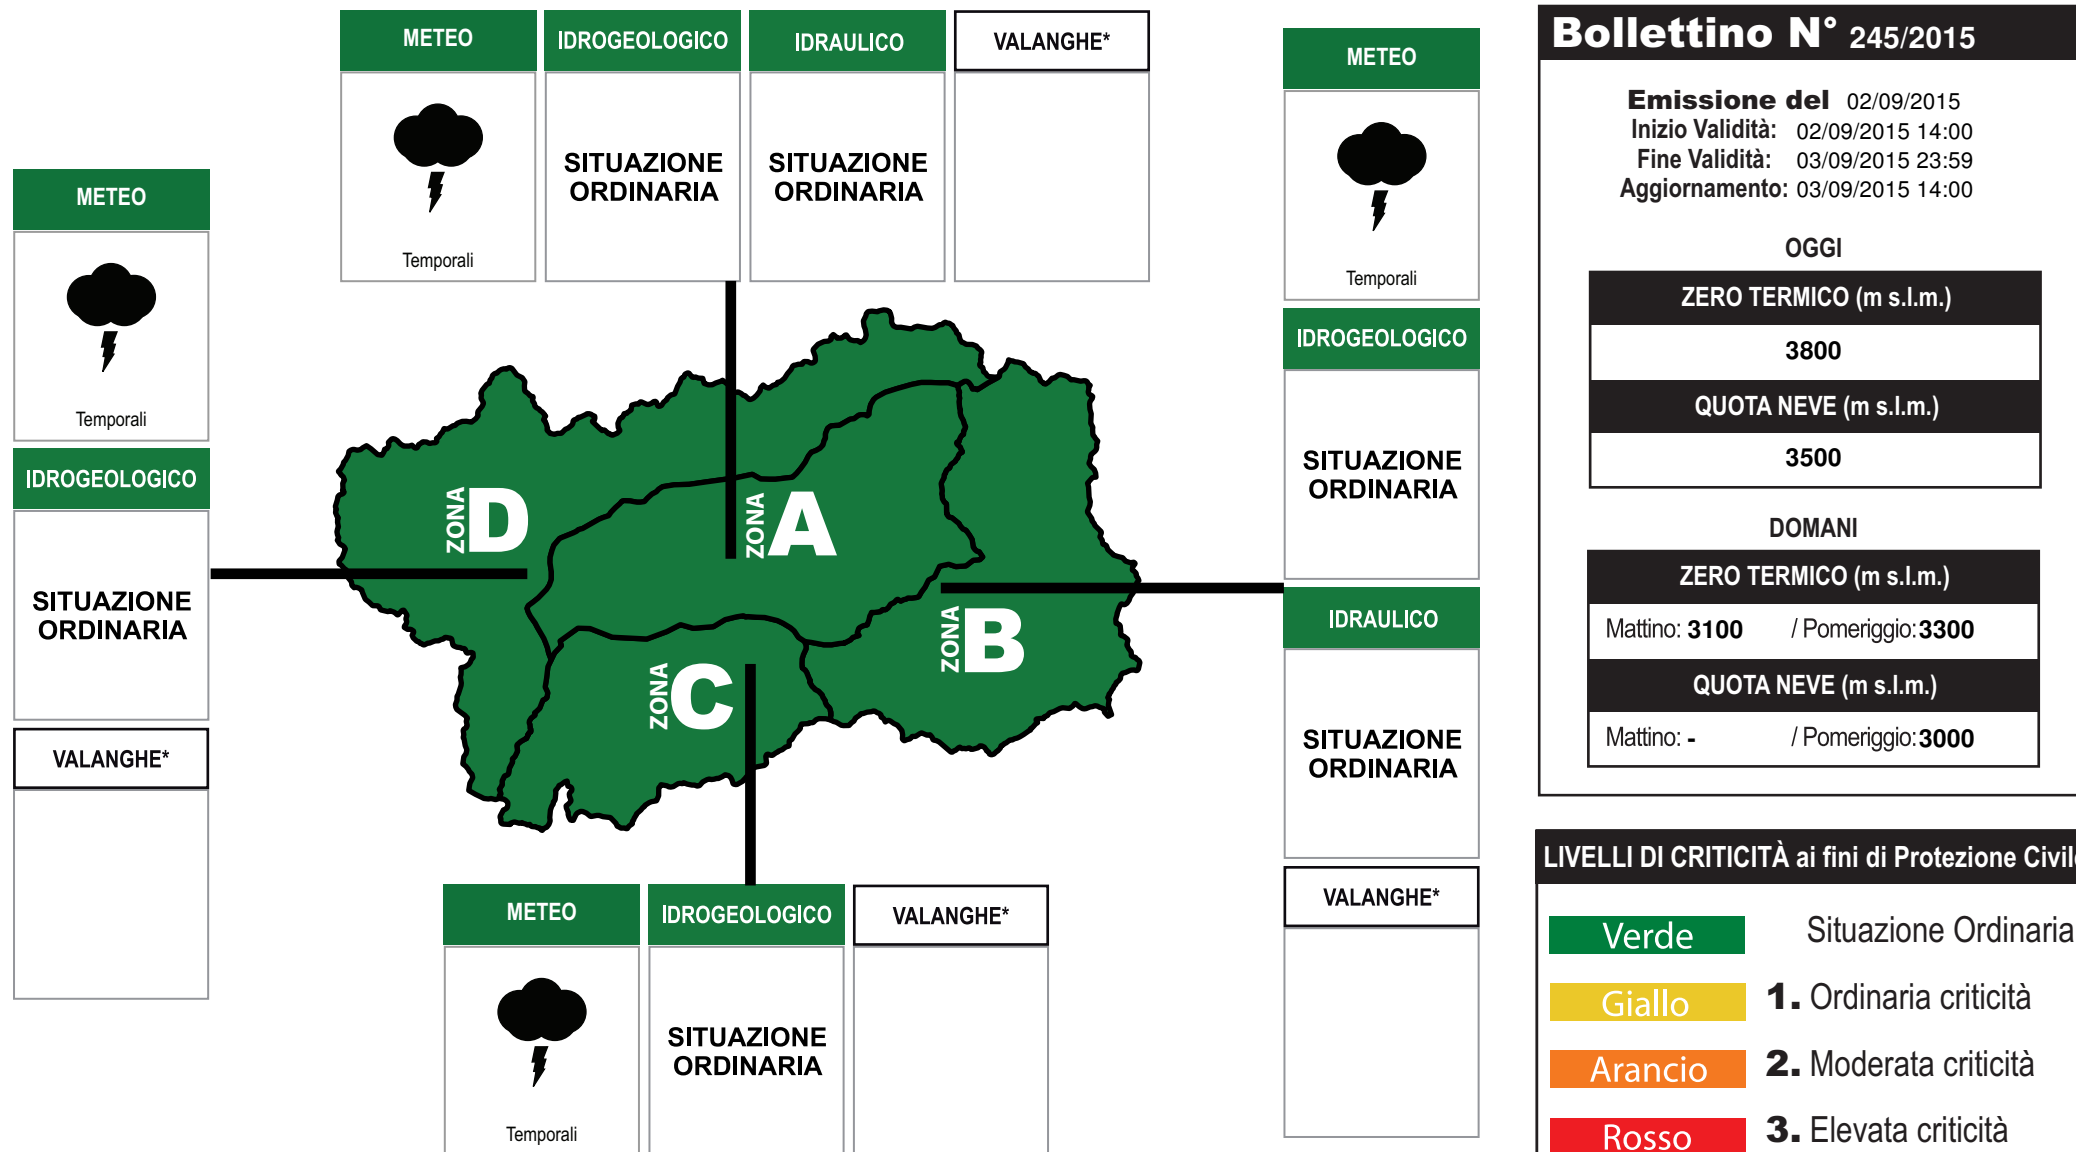 METEO
IDROGEOLOGICO
IDRAULICO
VALANGHE*
Temporali
SITUAZIONE
ORDINARIA
SITUAZIONE
ORDINARIA
METEO
Temporali
IDROGEOLOGICO
SITUAZIONE
ORDINARIA
VALANGHE*
METEO
Temporali
IDROGEOLOGICO
SITUAZIONE
ORDINARIA
IDRAULICO
SITUAZIONE
ORDINARIA
VALANGHE*
ZONA D
ZONA A
ZONA B
ZONA C
METEO
IDROGEOLOGICO
VALANGHE*
Temporali
SITUAZIONE
ORDINARIA
Bollettino N° 245/2015
Emissione del 02/09/2015
Inizio Validità: 02/09/2015 14:00
Fine Validità: 03/09/2015 23:59
Aggiornamento: 03/09/2015 14:00
OGGI
ZERO TERMICO (m s.l.m.)
3800
QUOTA NEVE (m s.l.m.)
3500
DOMANI
ZERO TERMICO (m s.l.m.)
Mattino: 3100 / Pomeriggio: 3300
QUOTA NEVE (m s.l.m.)
Mattino: - / Pomeriggio: 3000
LIVELLI DI CRITICITÀ ai fini di Protezione Civile
Verde Situazione Ordinaria
Giallo 1. Ordinaria criticità
Arancio 2. Moderata criticità
Rosso 3. Elevata criticità